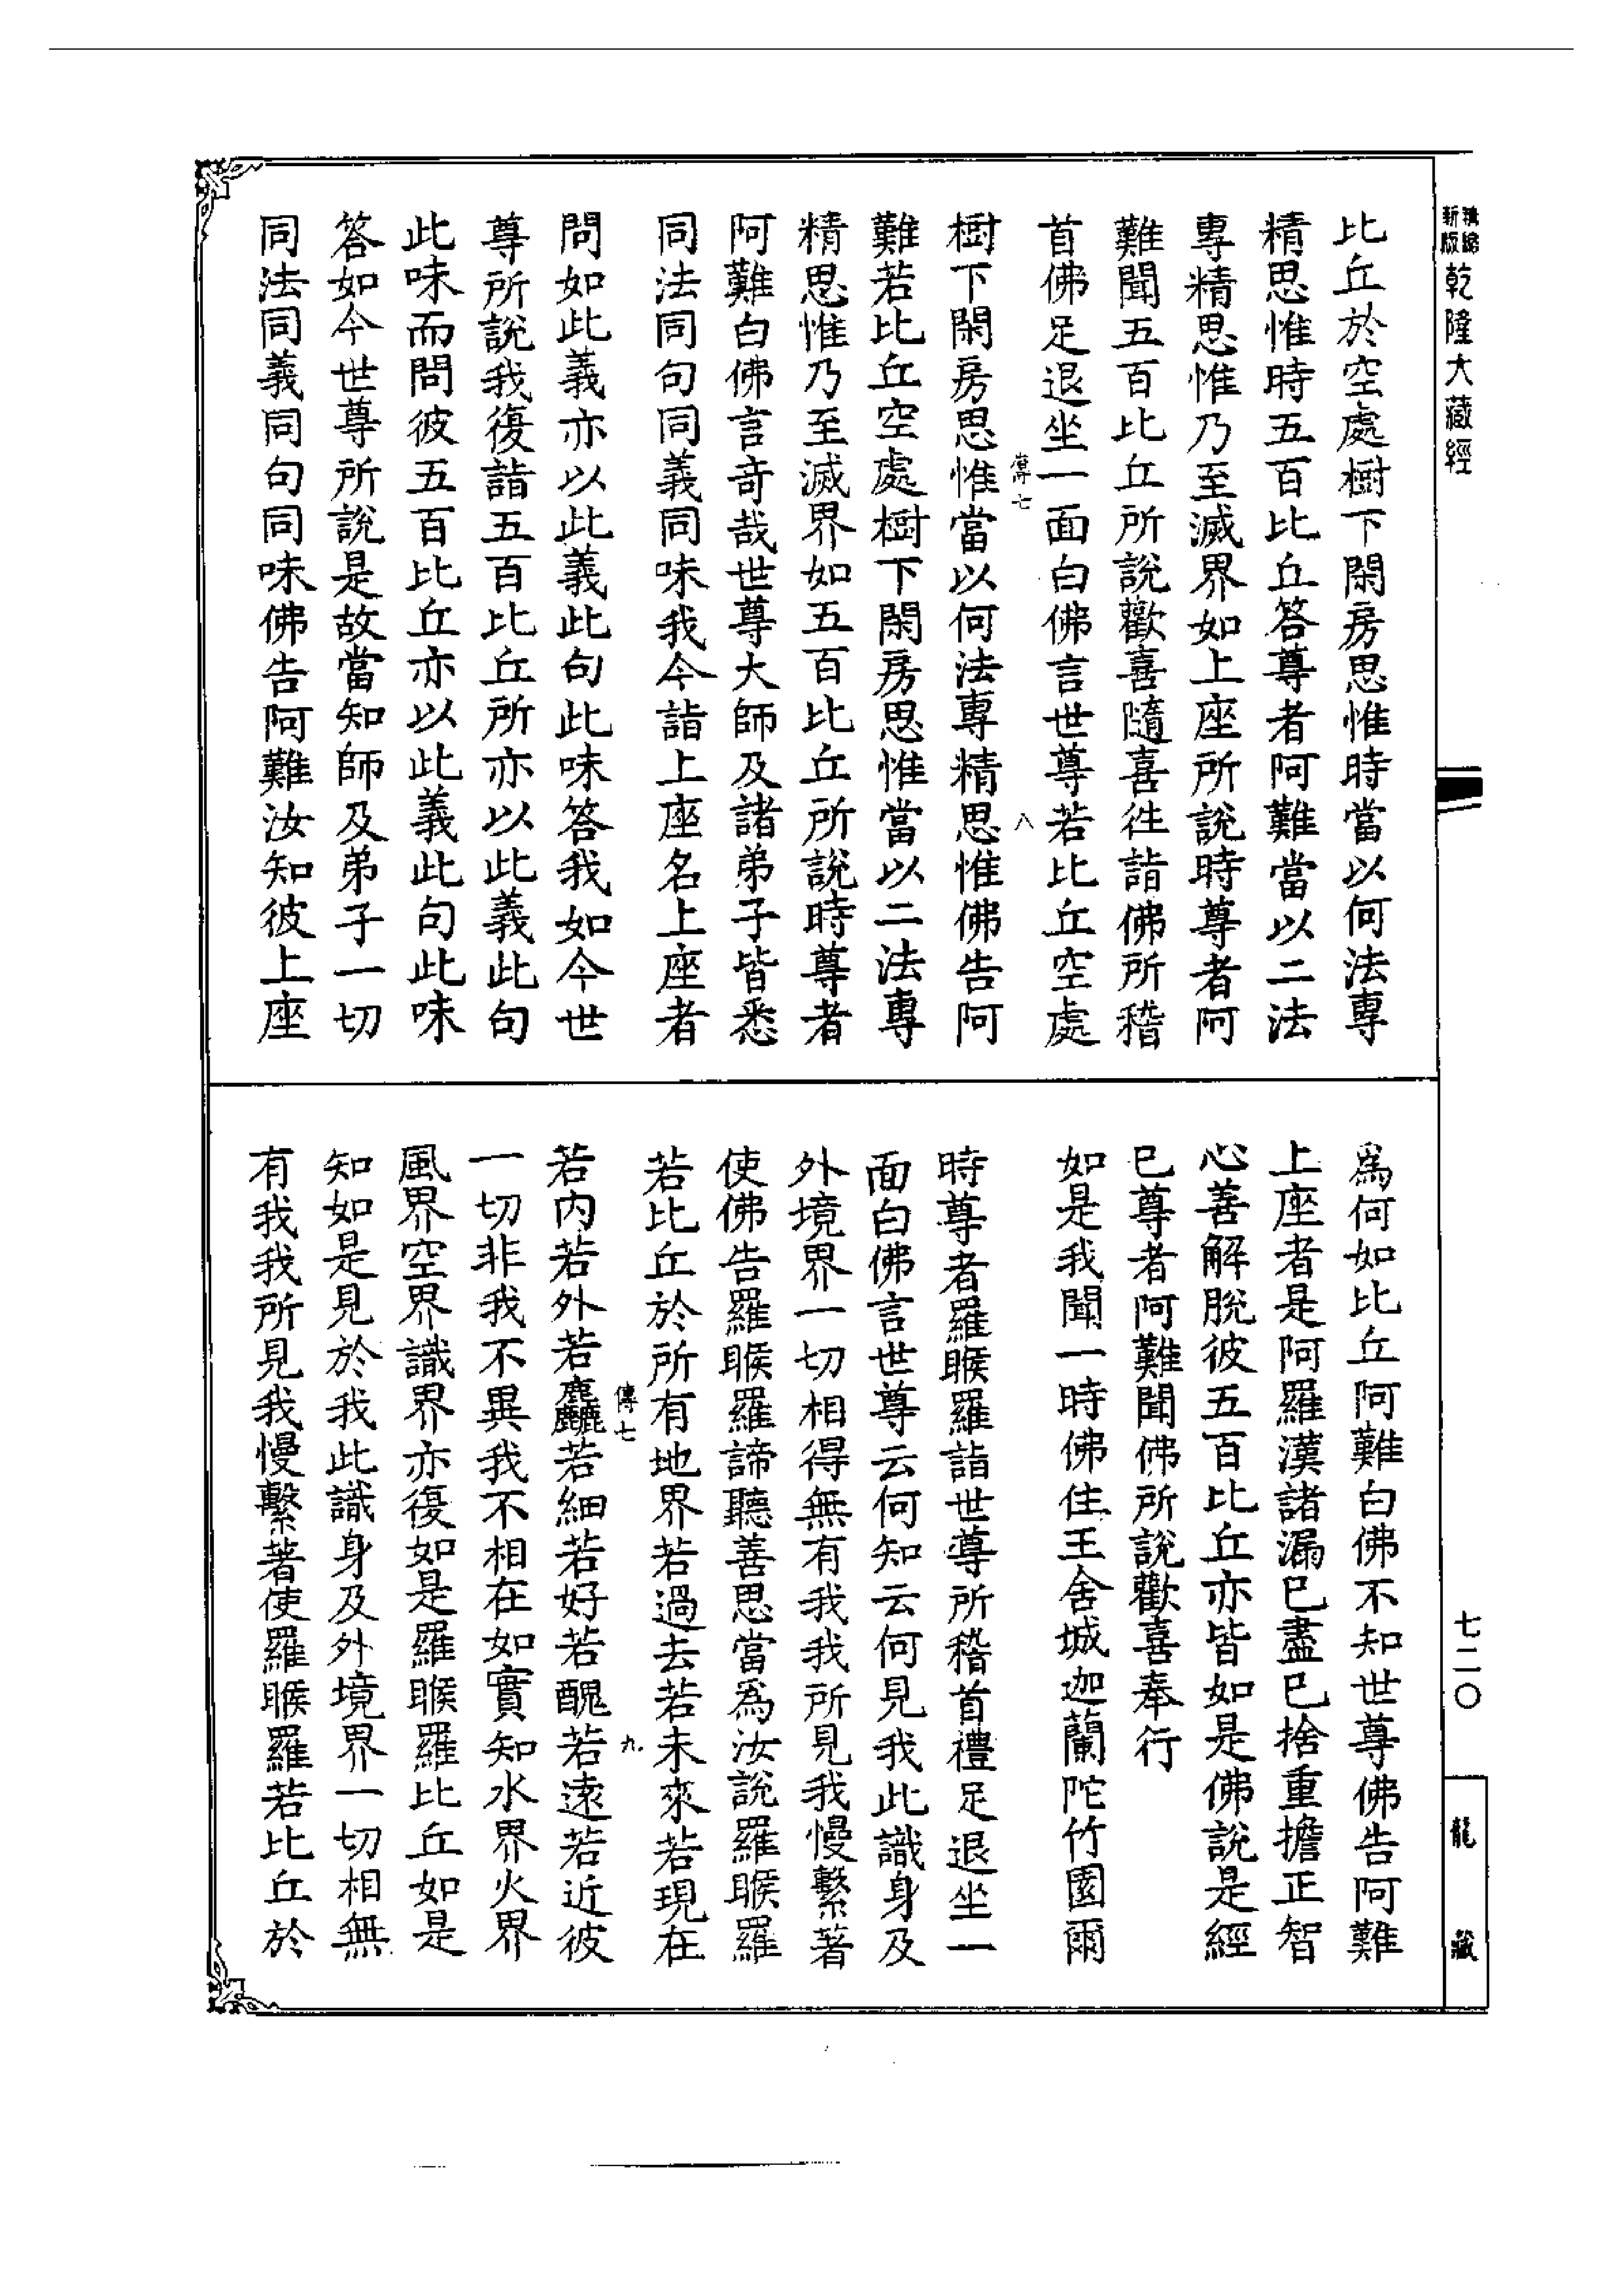 精縮新版乾隆大藏經
比丘於空處樹下閑房思惟時當以何法專
精思惟時五百比丘答尊者阿難當以二法
專精思惟乃至滅界如上座所說時尊者阿
難聞五百比丘所說歡喜隨喜往詣佛所稽
首佛足退坐一面白佛言世尊若比丘空處
傳七 八
樹下閑房思惟當以何法專精思惟佛告阿
難若比丘空處樹下閑房思惟當以二法專
精思惟乃至滅界如五百比丘所說時尊者
阿難白佛言奇哉世尊大師及諸弟子皆悉
同法同句同義同味我今詣上座名上座者
問如此義亦以此義此句此味答我如今世
尊所說我復詣五百比丘所亦以此義此句
此味而問彼五百比丘亦以此義此句此味
答如今世尊所說是故當知師及弟子一切
同法同義同句同味佛告阿難汝知彼上座
為何如比丘阿難白佛不知世尊佛告阿難
上座者是阿羅漢諸漏已盡已捨重擔正智
心善解脫彼五百比丘亦皆如是佛說是經
已尊者阿難聞佛所說歡喜奉行
如是我聞一時佛住王舍城迦蘭陀竹園爾
時尊者羅睺羅詣世尊所稽首禮足退坐一
面白佛言世尊云何知云何見我此識身及
外境界一切相得無有我我所見我慢繫著
使佛告羅睺羅諦聽善思當為汝說羅睺羅
若比丘於所有地界若過去若未來若現在
傳七 九
若內若外若麤若細若好若醜若遠若近彼
一切非我不異我不相在如實知水界火界
風界空界識界亦復如是羅睺羅比丘如是
知如是見於我此識身及外境界一切相無
有我我所見我慢繫著使羅睺羅若比丘於
七二〇
龍藏